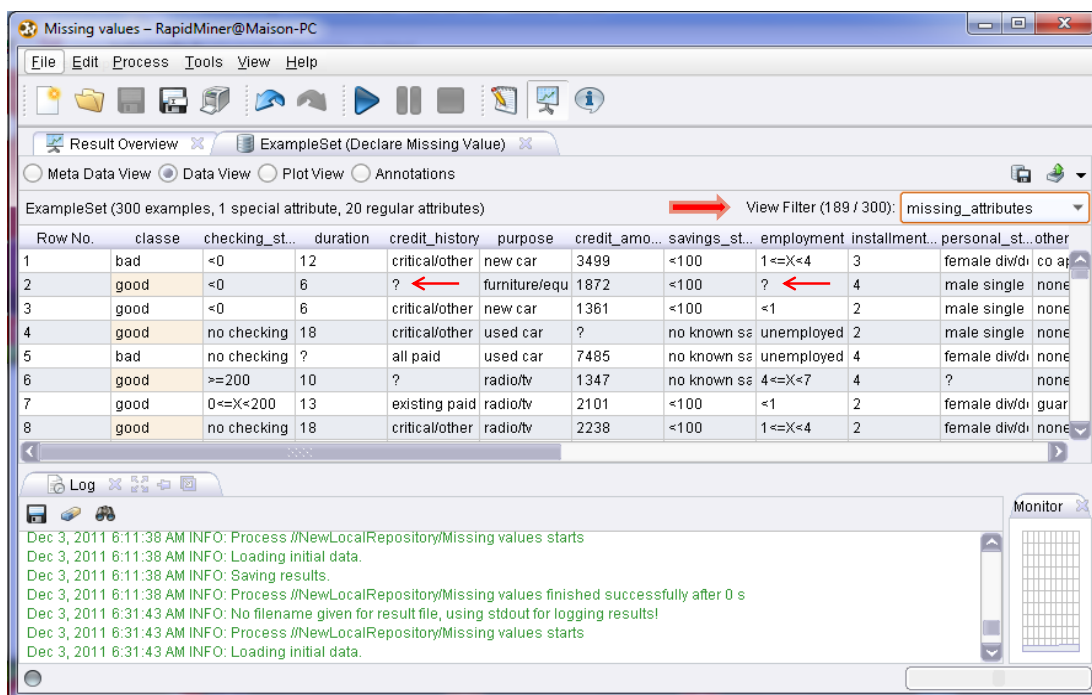 Missing values – RapidMiner@Maison-PC
File Edit Process Tools View Help
Result Overview ExampleSet (Declare Missing Value)
Meta Data View Data View Plot View Annotations
ExampleSet (300 examples, 1 special attribute, 20 regular attributes) View Filter (189 / 300): missing_attributes
Row No. classe checking_st... duration credit_history purpose credit_amo... savings_st... employment installment... personal_st... other
1 bad <0 12 critical/other new car 3499 <100 1<=X<4 3 female div/d co ap
2 good <0 6 ? furniture/equ 1872 <100 ? 4 male single none
3 good <0 6 critical/other new car 1361 <100 <1 2 male single none
4 good no checking 18 critical/other used car ? no known sa unemployed 2 male single none
5 bad no checking ? all paid used car 7485 no known sa unemployed 4 female div/d none
6 good >=200 10 ? radio/tv 1347 no known sa 4<=X<7 4 ? none
7 good 0<=X<200 13 existing paid radio/tv 2101 <100 <1 2 female div/d guar
8 good no checking 18 critical/other radio/tv 2238 <100 1<=X<4 2 female div/d none
Log
Monitor
Dec 3, 2011 6:11:38 AM INFO: Process //NewLocalRepository/Missing values starts
Dec 3, 2011 6:11:38 AM INFO: Loading initial data.
Dec 3, 2011 6:11:38 AM INFO: Saving results.
Dec 3, 2011 6:11:38 AM INFO: Process //NewLocalRepository/Missing values finished successfully after 0 s
Dec 3, 2011 6:31:43 AM INFO: No filename given for result file, using stdout for logging results!
Dec 3, 2011 6:31:43 AM INFO: Process //NewLocalRepository/Missing values starts
Dec 3, 2011 6:31:43 AM INFO: Loading initial data.